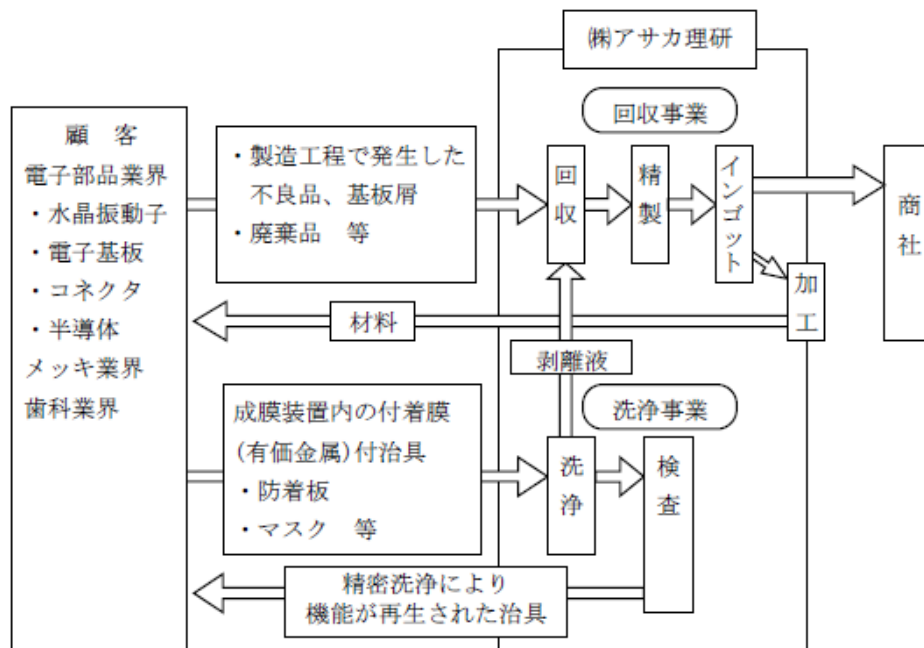 ㈱アサカ理研
顧　客
電子部品業界
・水晶振動子
・電子基板
・コネクタ
・半導体
メッキ業界
歯科業界
・製造工程で発生した
不良品、基板屑
・廃棄品　等
回収事業
回収
精製
インゴット
商社
加工
材料
剥離液
成膜装置内の付着膜
(有価金属)付治具
・防着板
・マスク　等
洗浄事業
洗浄
検査
精密洗浄により
機能が再生された治具